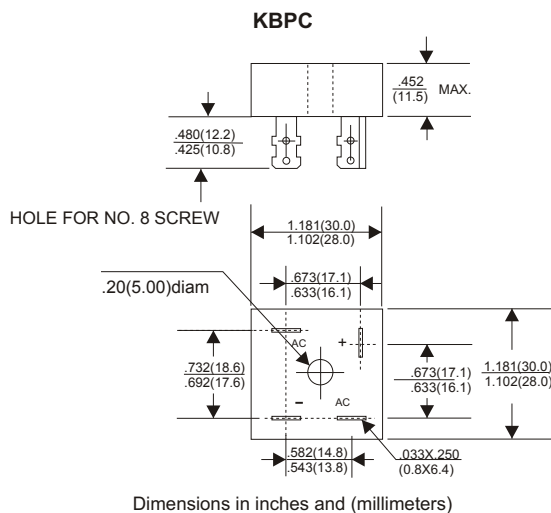 KBPC
.452
(11.5)
MAX.
.480(12.2)
.425(10.8)
HOLE FOR NO. 8 SCREW
1.181(30.0)
1.102(28.0)
.673(17.1)
.633(16.1)
.20(5.00)diam
AC
+
.732(18.6)
.692(17.6)
.673(17.1)
.633(16.1)
1.181(30.0)
1.102(28.0)
–
AC
.582(14.8)
.543(13.8)
.033X.250
(0.8X6.4)
Dimensions in inches and (millimeters)